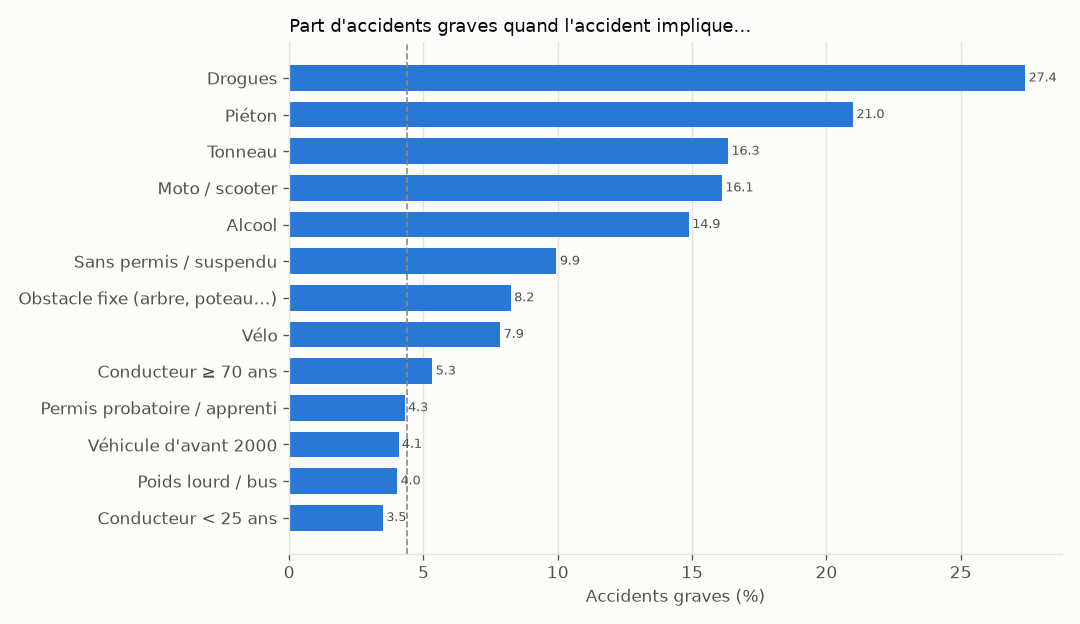 Part d'accidents graves quand l'accident implique...
Drogues 27.4
Piéton 21.0
Tonneau 16.3
Moto / scooter 16.1
Alcool 14.9
Sans permis / suspendu 9.9
Obstacle fixe (arbre, poteau...) 8.2
Vélo 7.9
Conducteur ≥ 70 ans 5.3
Permis probatoire / apprenti 4.3
Véhicule d'avant 2000 4.1
Poids lourd / bus 4.0
Conducteur < 25 ans 3.5
0 5 10 15 20 25
Accidents graves (%)